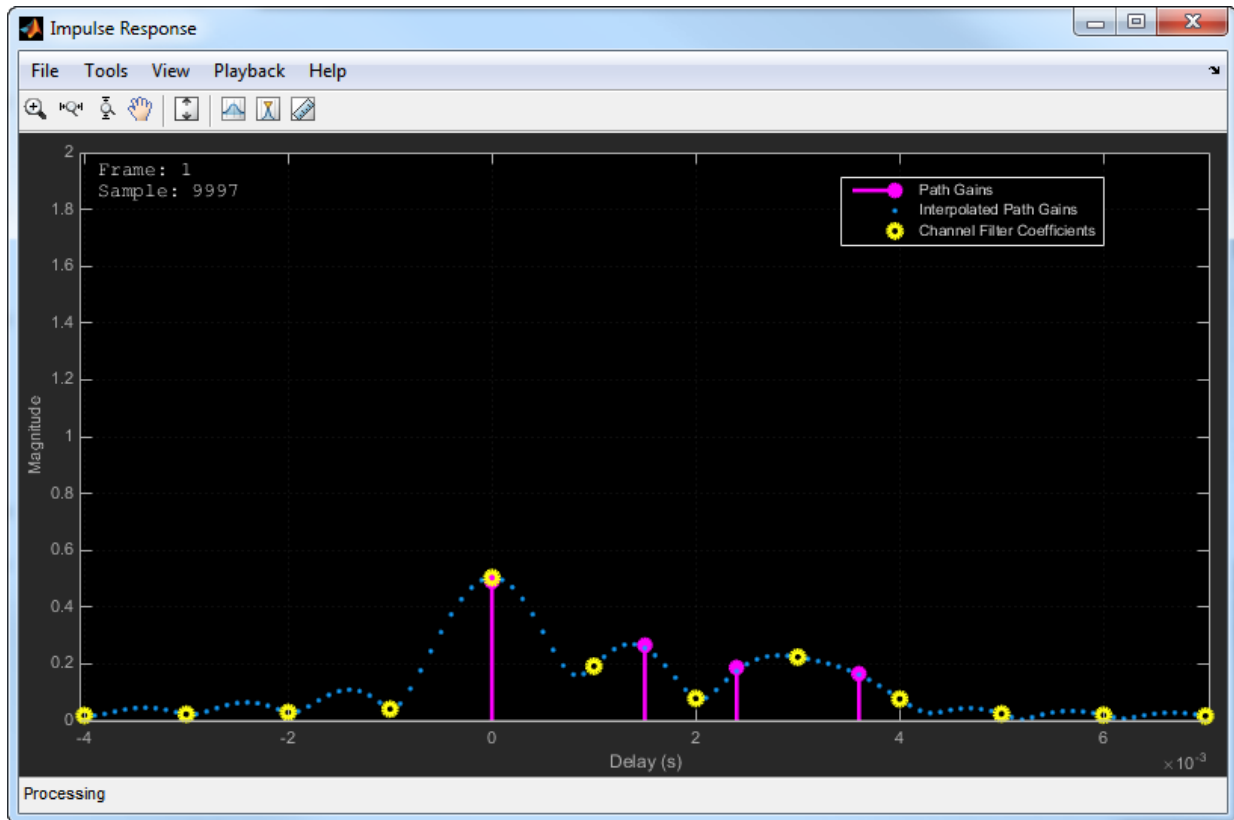 Impulse Response
File Tools View Playback Help
Frame: 1
Sample: 9997
Path Gains
Interpolated Path Gains
Channel Filter Coefficients
2
1.8
1.6
1.4
1.2
1
0.8
0.6
0.4
0.2
0
Magnitude
-4 -2 0 2 4 6
Delay (s)
× 10⁻³
Processing